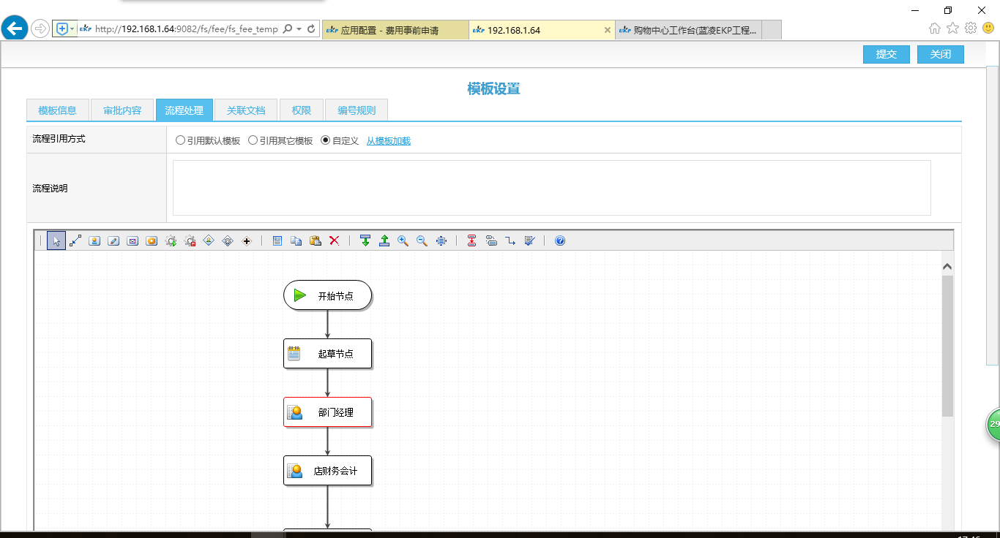 http://192.168.1.64:9082/fs/fee/fs_fee_temp
EKP 应用配置 - 费用事前申请
EKP 192.168.1.64
EKP 购物中心工作台(蓝凌EKP工程...
提交 关闭
模板设置
模板信息 审批内容 流程处理 关联文档 权限 编号规则
流程引用方式 引用默认模板 引用其它模板 自定义 从模板加载
流程说明
开始节点
起草节点
部门经理
29
店财务会计